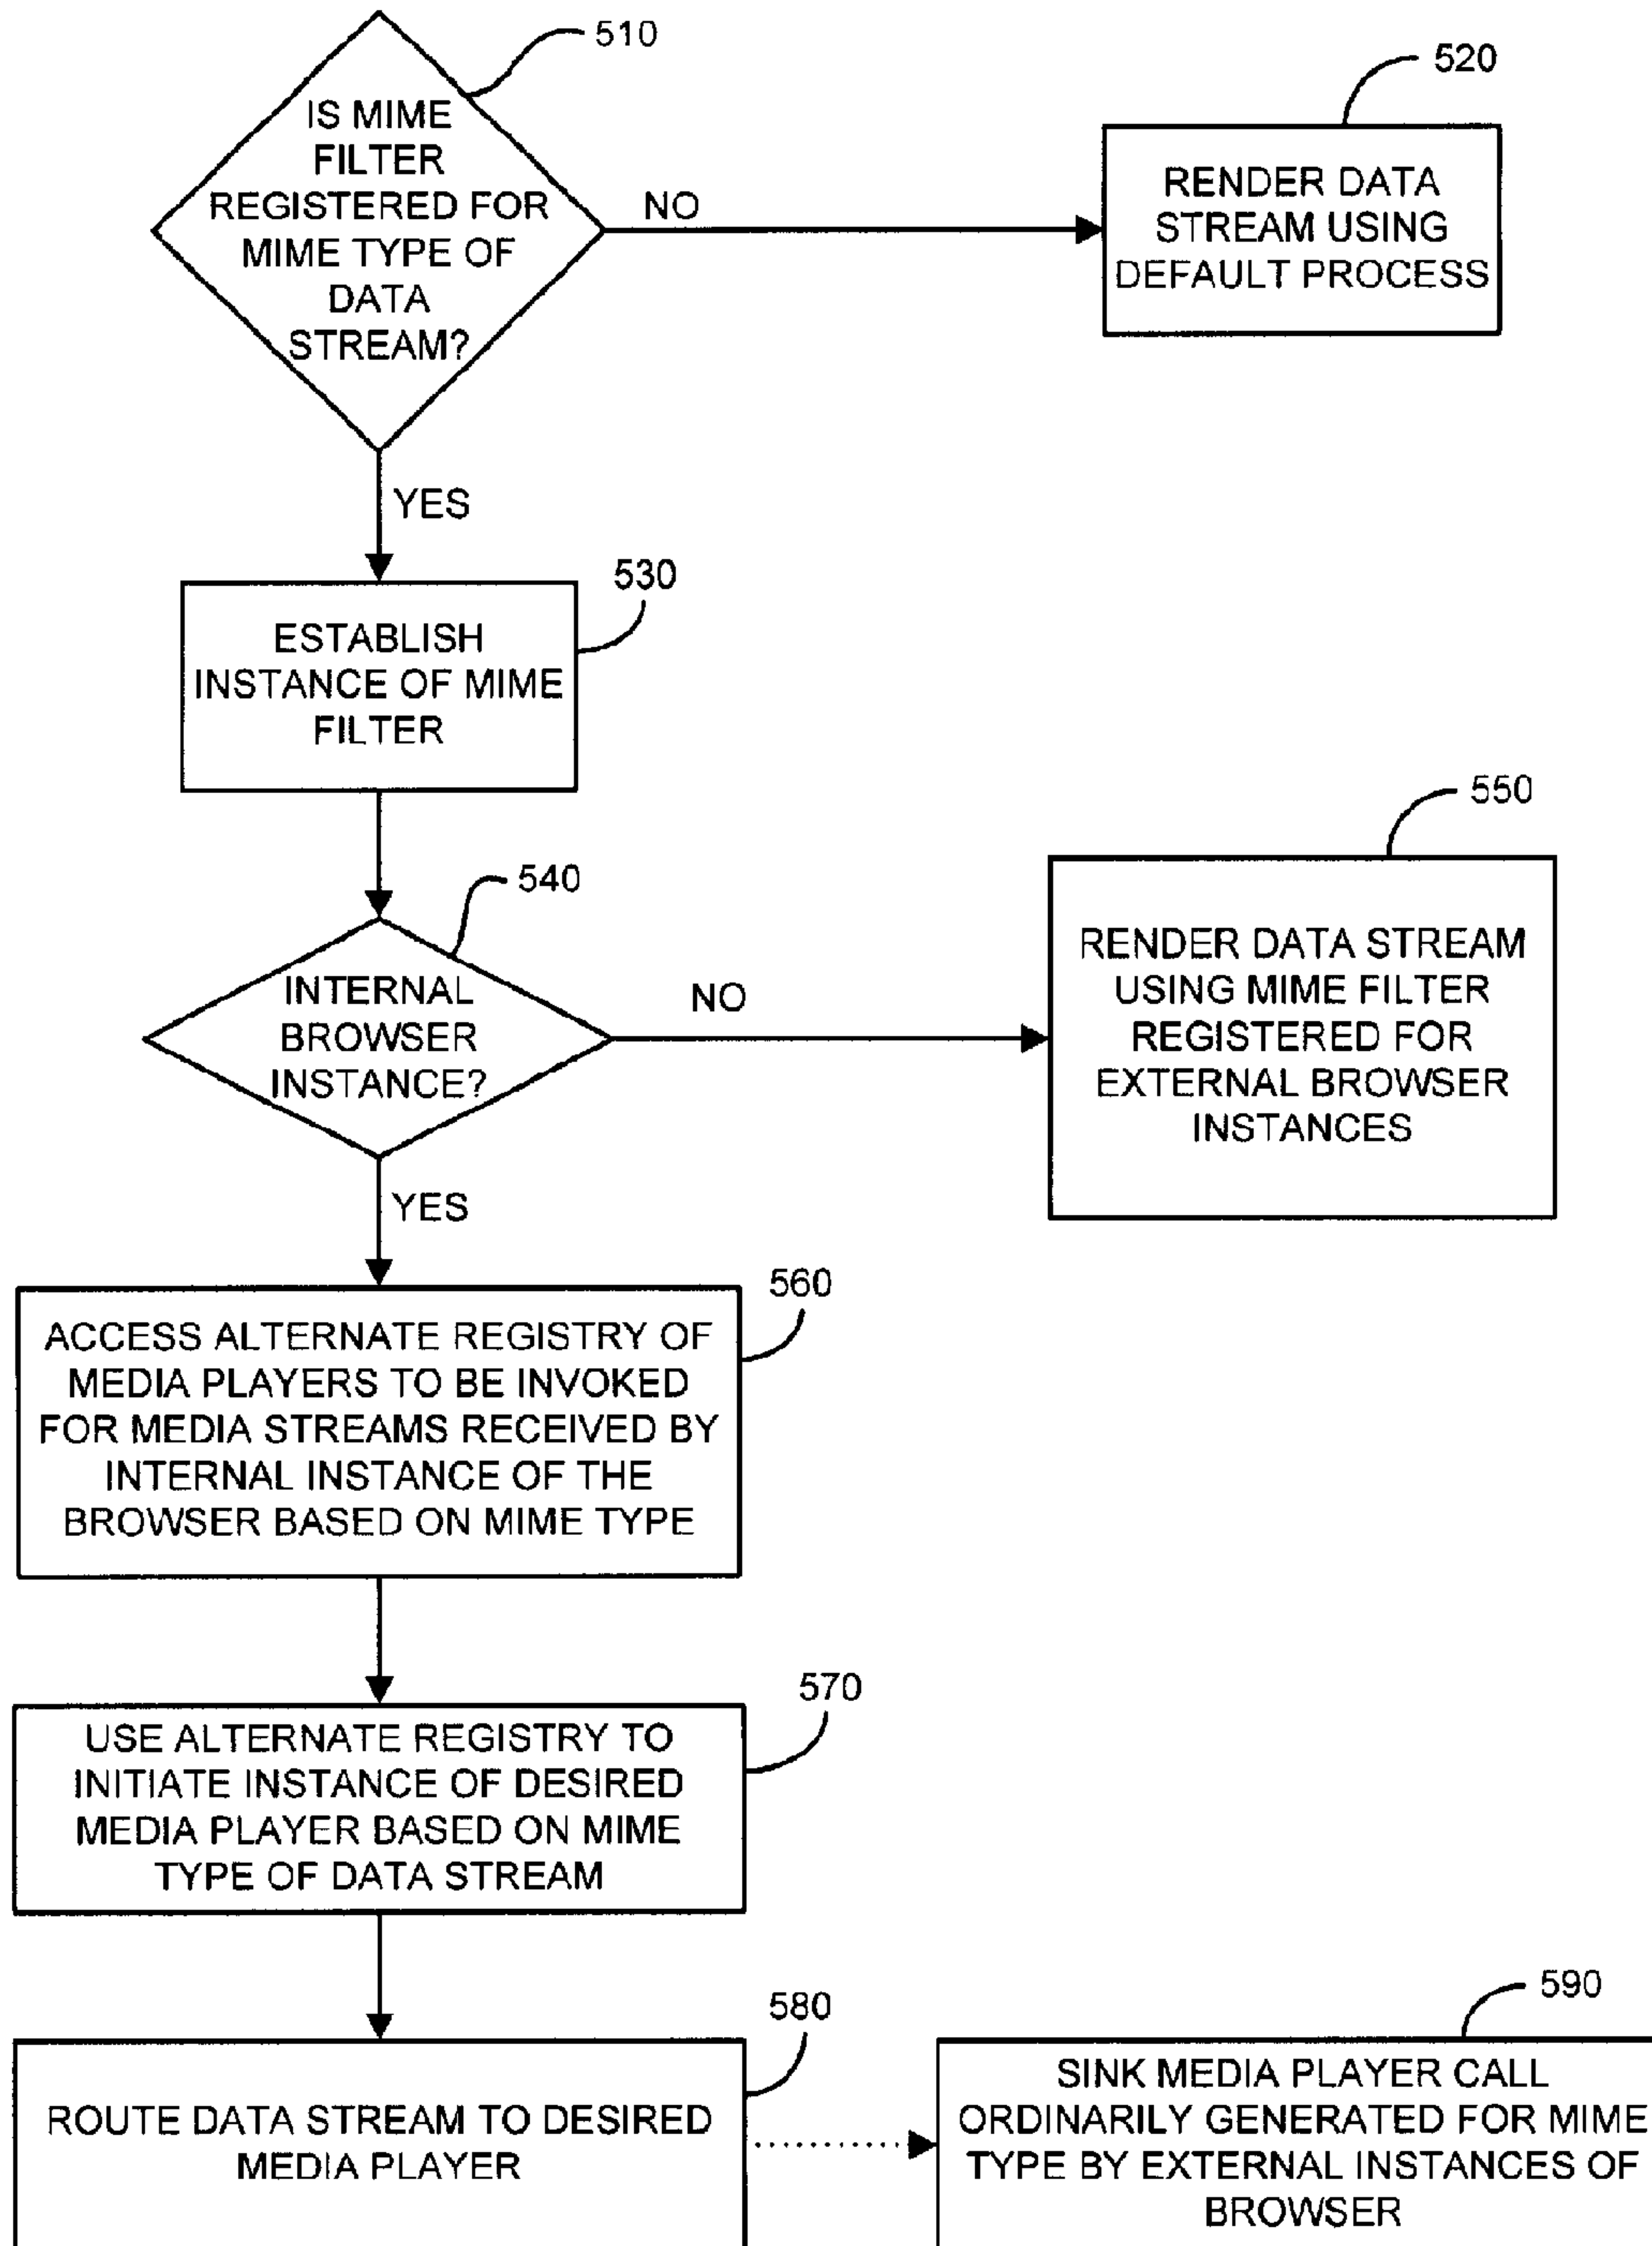 510
IS MIME
FILTER
REGISTERED FOR
MIME TYPE OF
DATA
STREAM?
NO
520
RENDER DATA
STREAM USING
DEFAULT PROCESS
YES
530
ESTABLISH
INSTANCE OF MIME
FILTER
540
INTERNAL
BROWSER
INSTANCE?
NO
550
RENDER DATA STREAM
USING MIME FILTER
REGISTERED FOR
EXTERNAL BROWSER
INSTANCES
YES
560
ACCESS ALTERNATE REGISTRY OF
MEDIA PLAYERS TO BE INVOKED
FOR MEDIA STREAMS RECEIVED BY
INTERNAL INSTANCE OF THE
BROWSER BASED ON MIME TYPE
570
USE ALTERNATE REGISTRY TO
INITIATE INSTANCE OF DESIRED
MEDIA PLAYER BASED ON MIME
TYPE OF DATA STREAM
580
ROUTE DATA STREAM TO DESIRED
MEDIA PLAYER
590
SINK MEDIA PLAYER CALL
ORDINARILY GENERATED FOR MIME
TYPE BY EXTERNAL INSTANCES OF
BROWSER